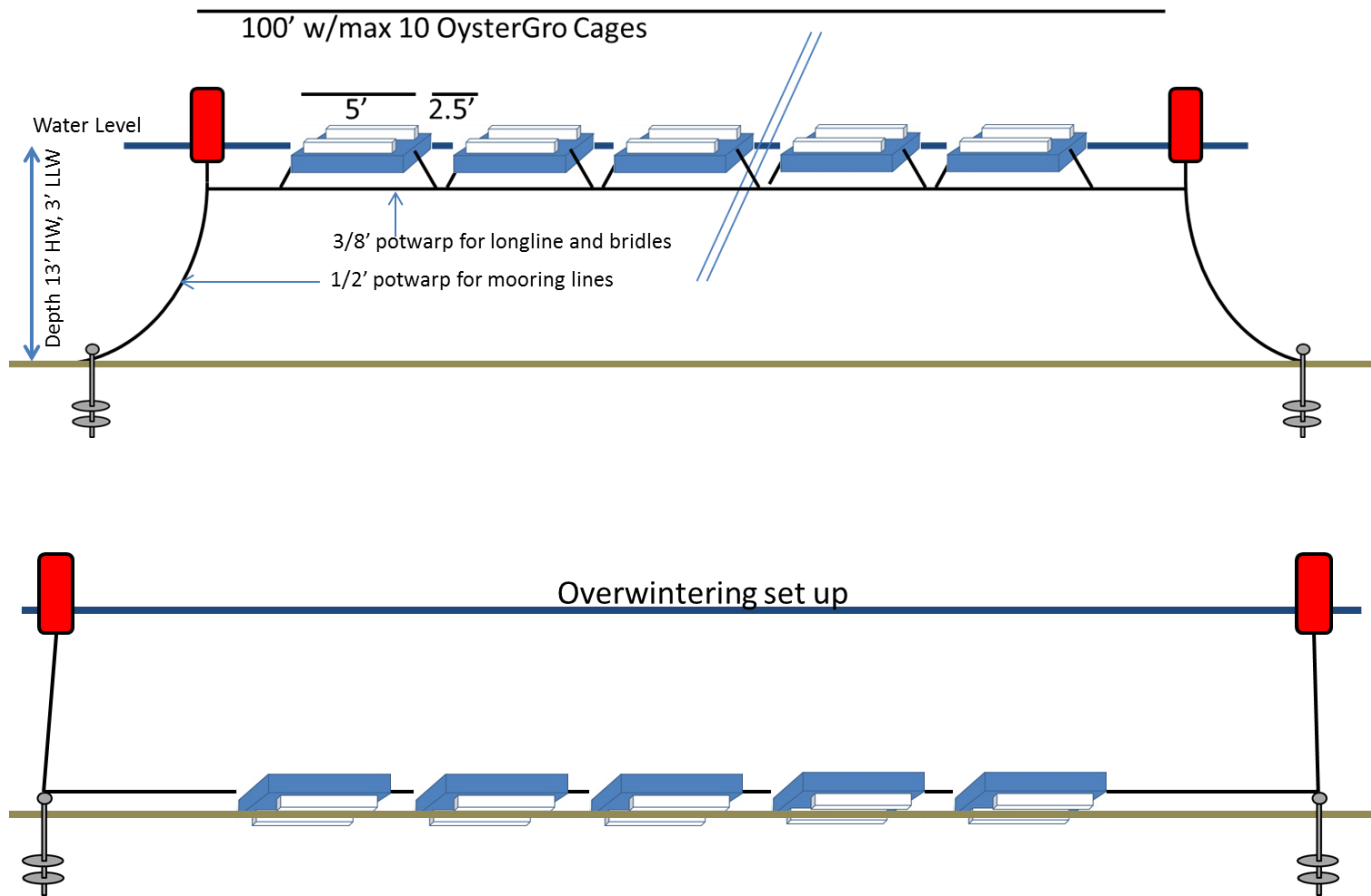 100’ w/max 10 OysterGro Cages
5’
2.5’
Water Level
Depth 13’ HW, 3’ LLW
3/8’ potwarp for longline and bridles
1/2’ potwarp for mooring lines
Overwintering set up